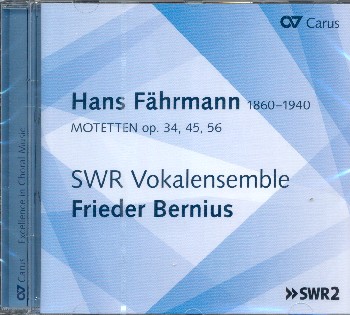 Carus
Hans Fährmann 1860–1940
MOTETTEN op. 34, 45, 56
SWR Vokalensemble
Frieder Bernius
SWR2
Carus Excellence in Choral Music